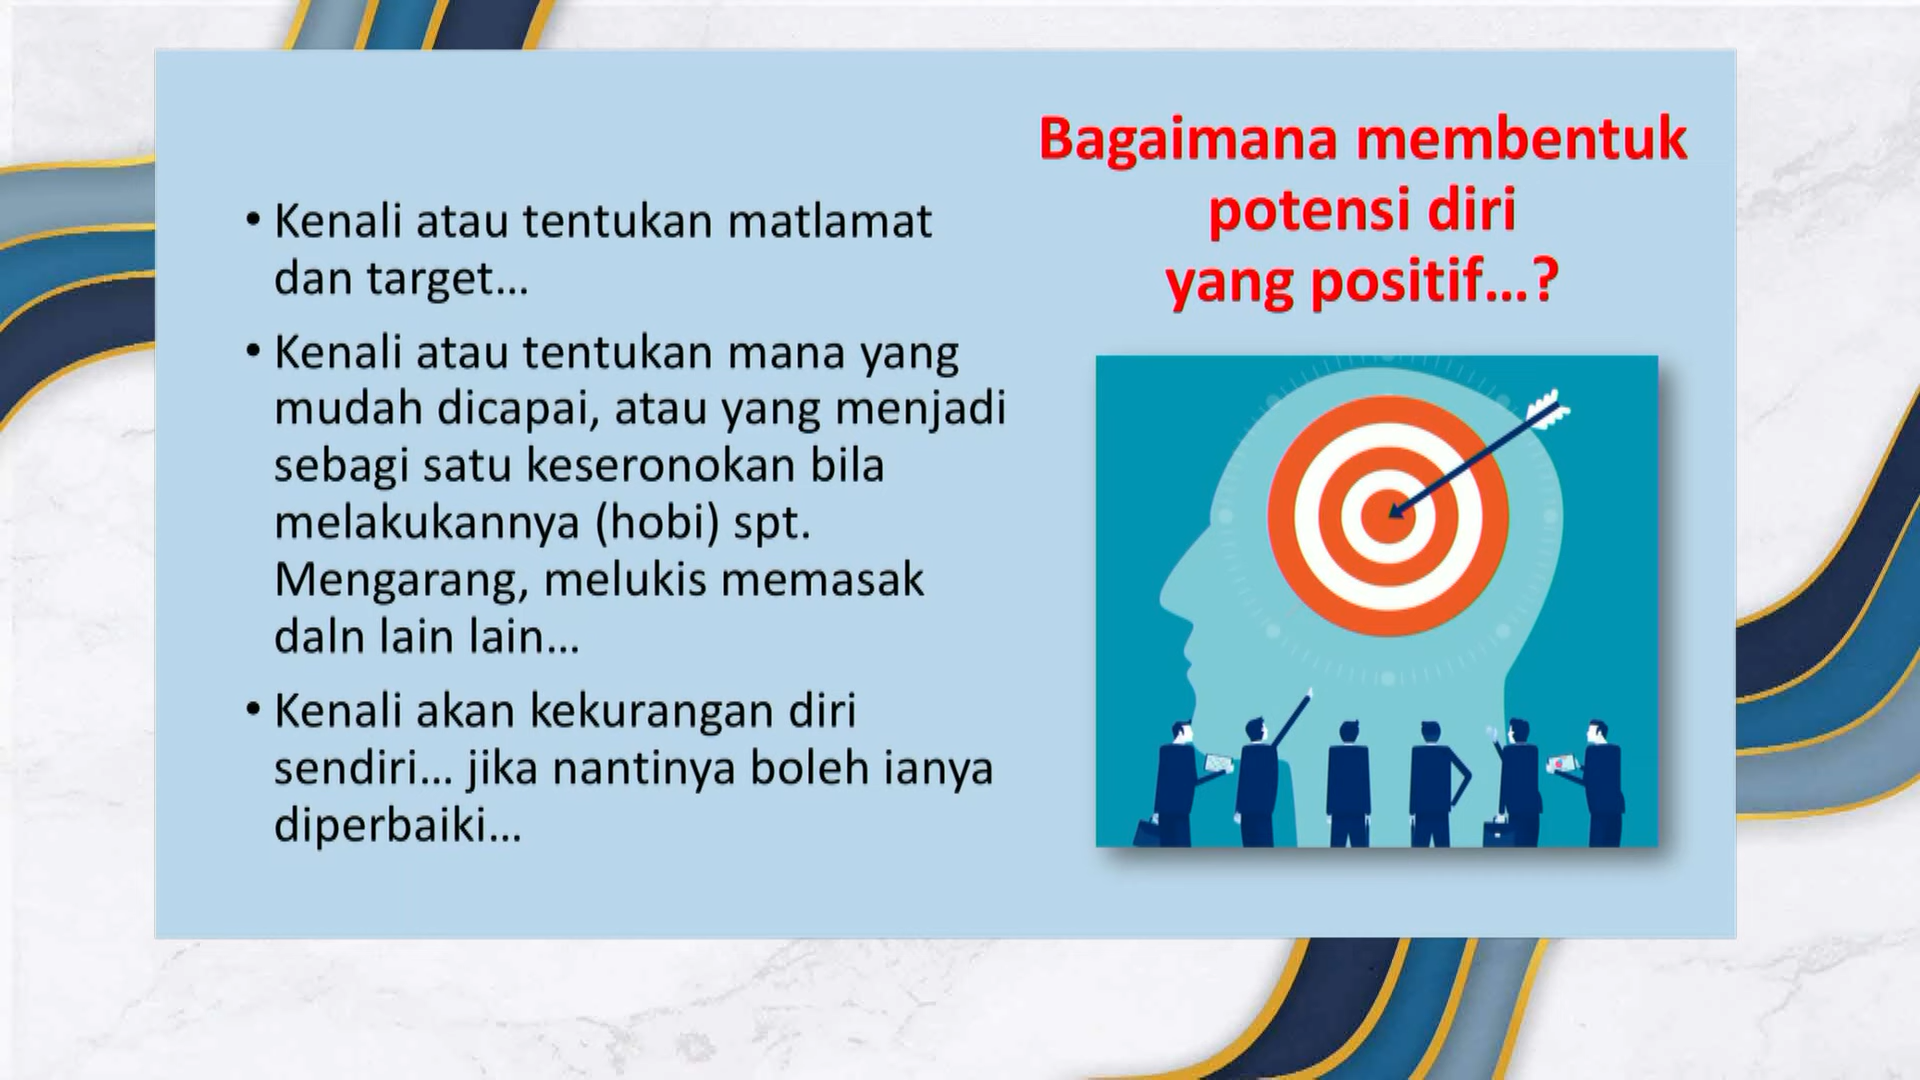 Bagaimana membentuk
potensi diri
yang positif...?
• Kenali atau tentukan matlamat
dan target...
• Kenali atau tentukan mana yang
mudah dicapai, atau yang menjadi
sebagi satu keseronokan bila
melakukannya (hobi) spt.
Mengarang, melukis memasak
daln lain lain...
• Kenali akan kekurangan diri
sendiri... jika nantinya boleh ianya
diperbaiki...